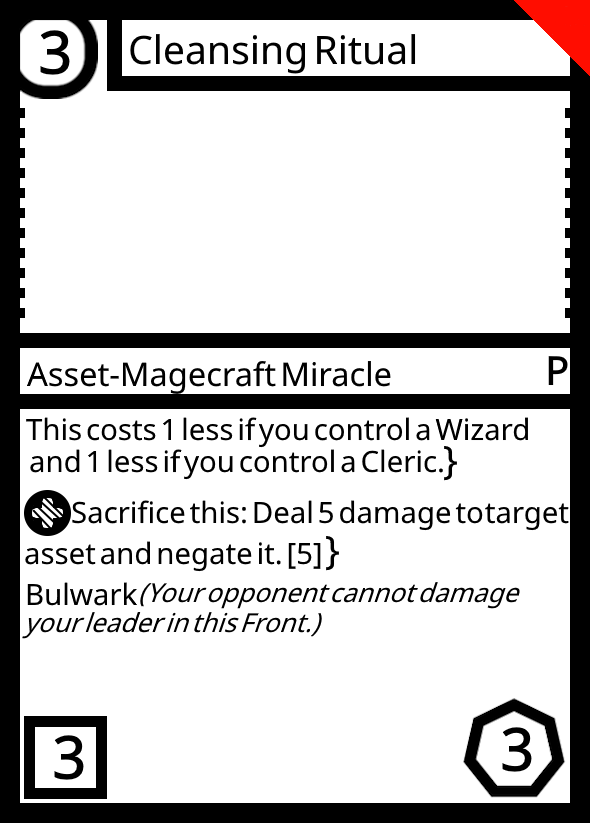 3
Cleansing Ritual
Asset-Magecraft Miracle
P
This costs 1 less if you control a Wizard
and 1 less if you control a Cleric.}
Sacrifice this: Deal 5 damage to target
asset and negate it. [5]}
Bulwark (Your opponent cannot damage
your leader in this Front.)
3
3